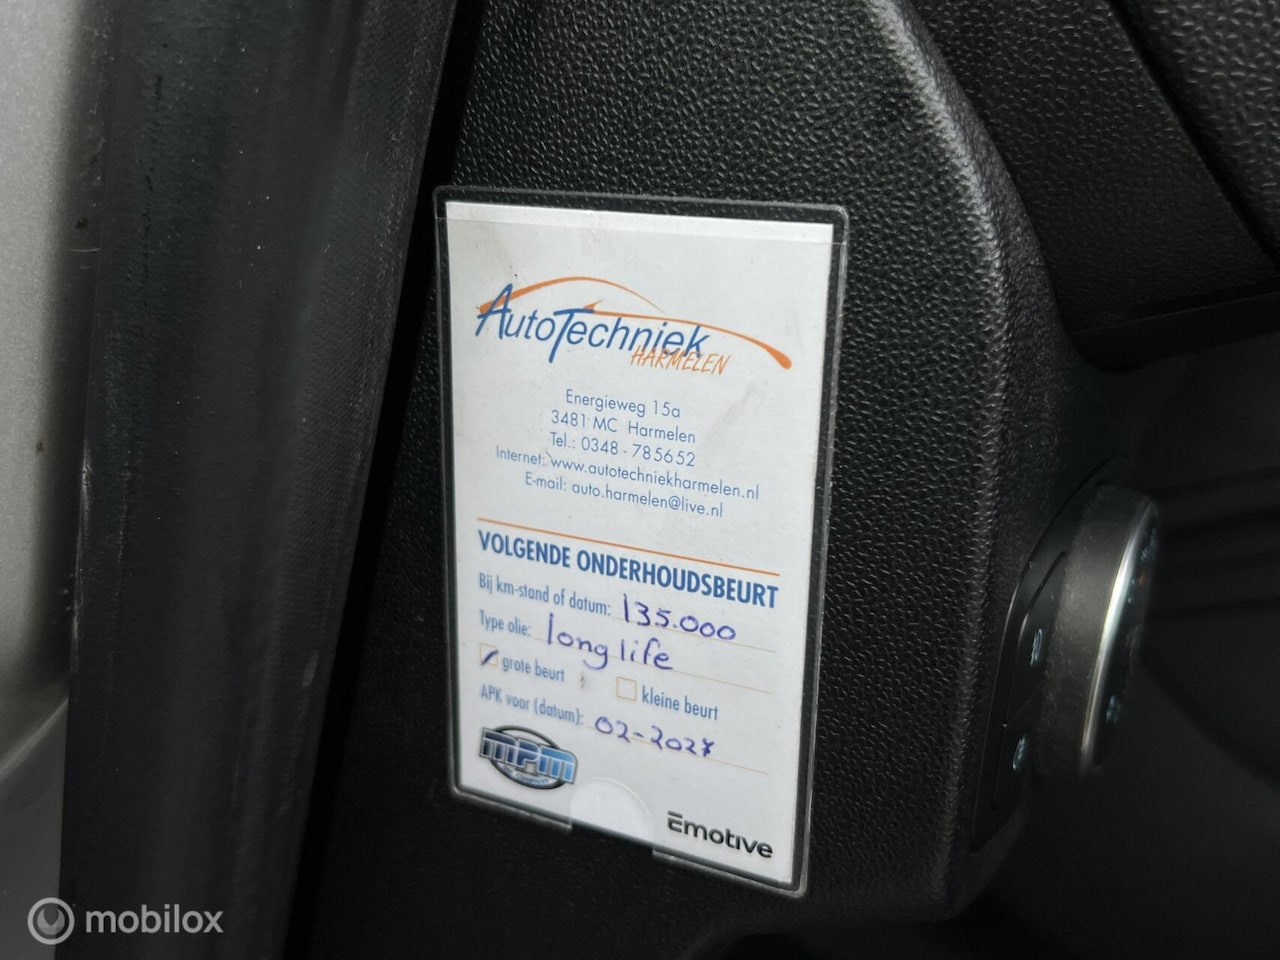 AutoTechniek
HARMELEN
Energieweg 15a
3481 MC Harmelen
Tel.: 0348 - 785652
Internet: www.autotechniekharmelen.nl
E-mail: auto.harmelen@live.nl
VOLGENDE ONDERHOUDSBEURT
Bij km-stand of datum: 135.000
Type olie: longlife
grote beurt kleine beurt
APK voor (datum): 02-2027
MPM
Emotive
mobilox